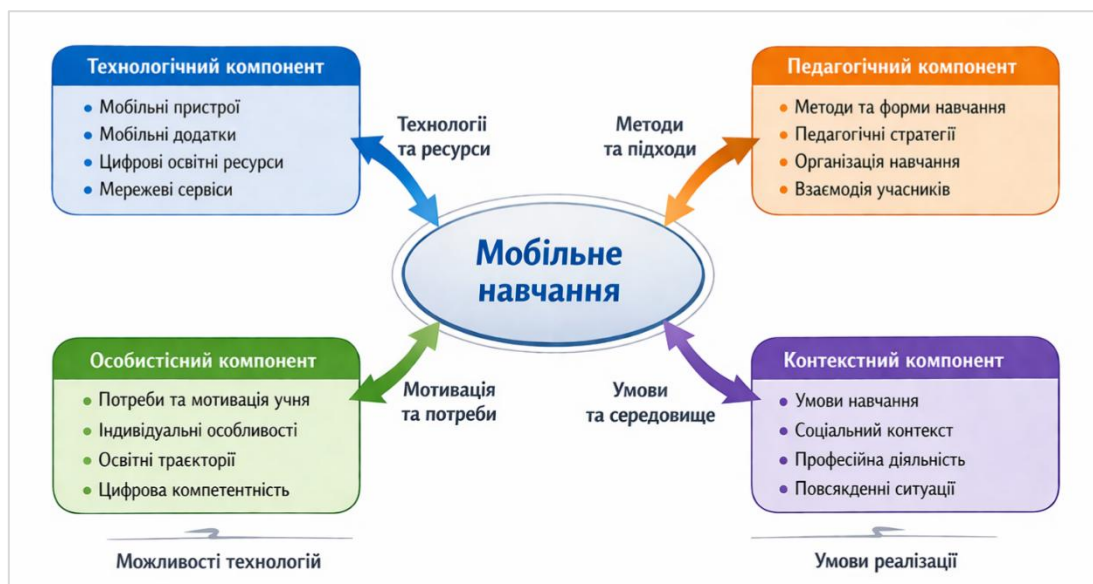 Технологічний компонент
Мобільні пристрої
Мобільні додатки
Цифрові освітні ресурси
Мережеві сервіси
Технології
та ресурси
Методи
та підходи
Педагогічний компонент
Методи та форми навчання
Педагогічні стратегії
Організація навчання
Взаємодія учасників
Мобільне
навчання
Особистісний компонент
Потреби та мотивація учня
Індивідуальні особливості
Освітні траєкторії
Цифрова компетентність
Мотивація
та потреби
Умови
та середовище
Контекстний компонент
Умови навчання
Соціальний контекст
Професійна діяльність
Повсякденні ситуації
Можливості технологій
Умови реалізації